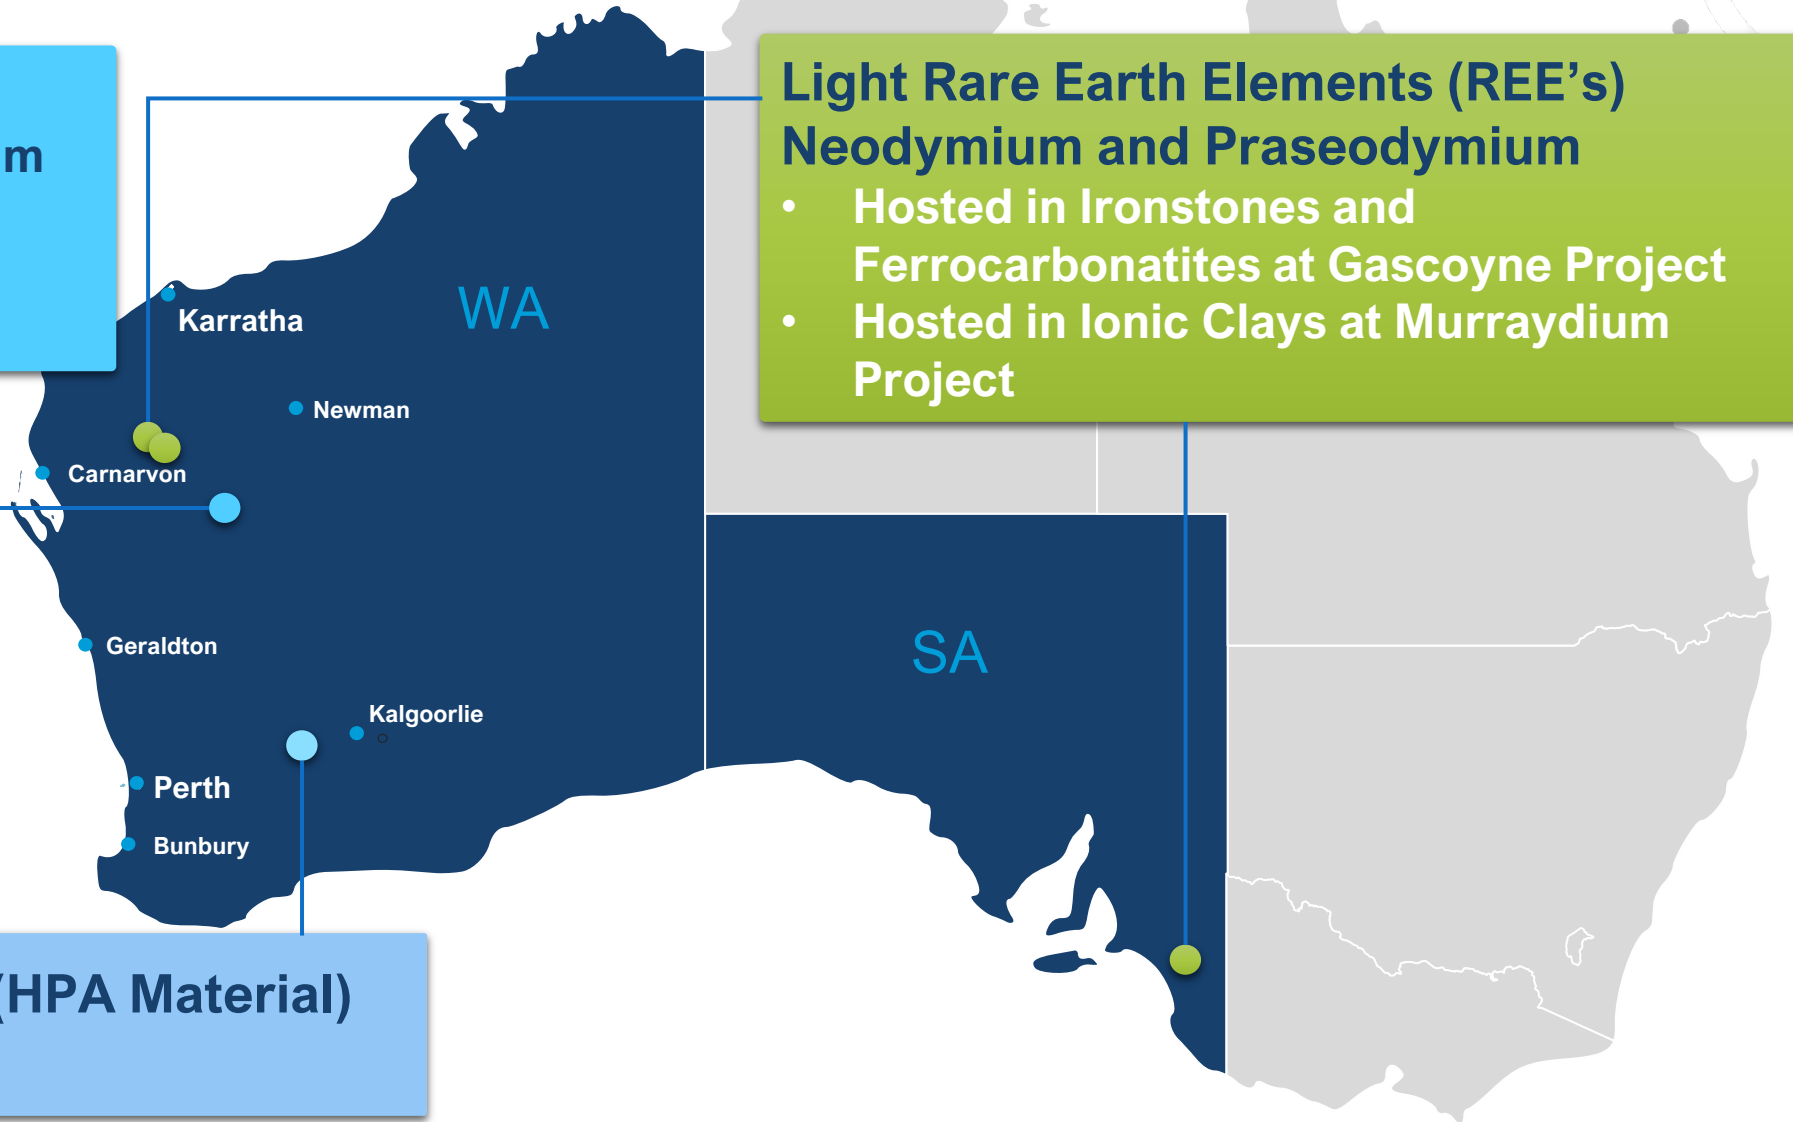 m
Light Rare Earth Elements (REE’s)
Neodymium and Praseodymium
• Hosted in Ironstones and
Ferrocarbonatites at Gascoyne Project
• Hosted in Ionic Clays at Murraydium
Project
WA
Karratha
Newman
Carnarvon
Geraldton
SA
Kalgoorlie
Perth
Bunbury
(HPA Material)